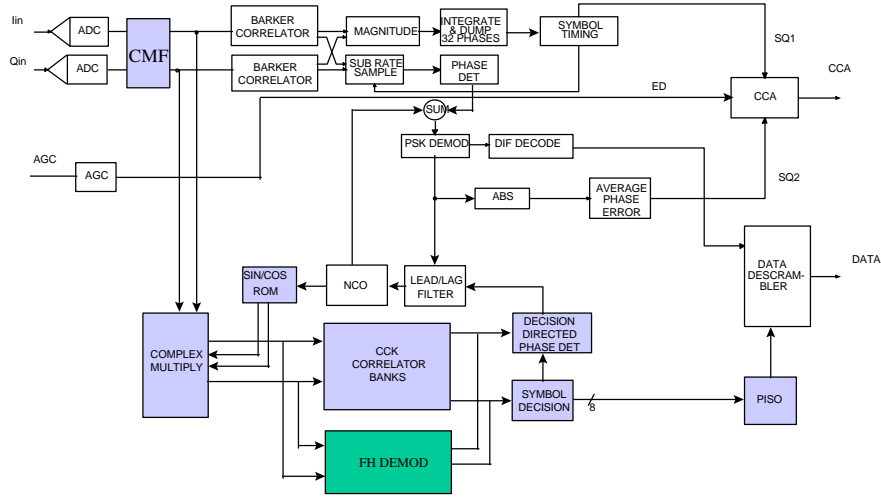 Iin
ADC
Qin
ADC
CMF
BARKER
CORRELATOR
BARKER
CORRELATOR
MAGNITUDE
SUB RATE
SAMPLE
INTEGRATE
& DUMP
32 PHASES
PHASE
DET
SYMBOL
TIMING
SQ1
CCA
CCA
ED
SUM
PSK DEMOD
DIF DECODE
AGC
AGC
ABS
AVERAGE
PHASE
ERROR
SQ2
DATA
DESCRAM-
BLER
DATA
SIN/COS
ROM
NCO
LEAD/LAG
FILTER
COMPLEX
MULTIPLY
CCK
CORRELATOR
BANKS
DECISION
DIRECTED
PHASE DET
SYMBOL
DECISION
8
PISO
FH DEMOD